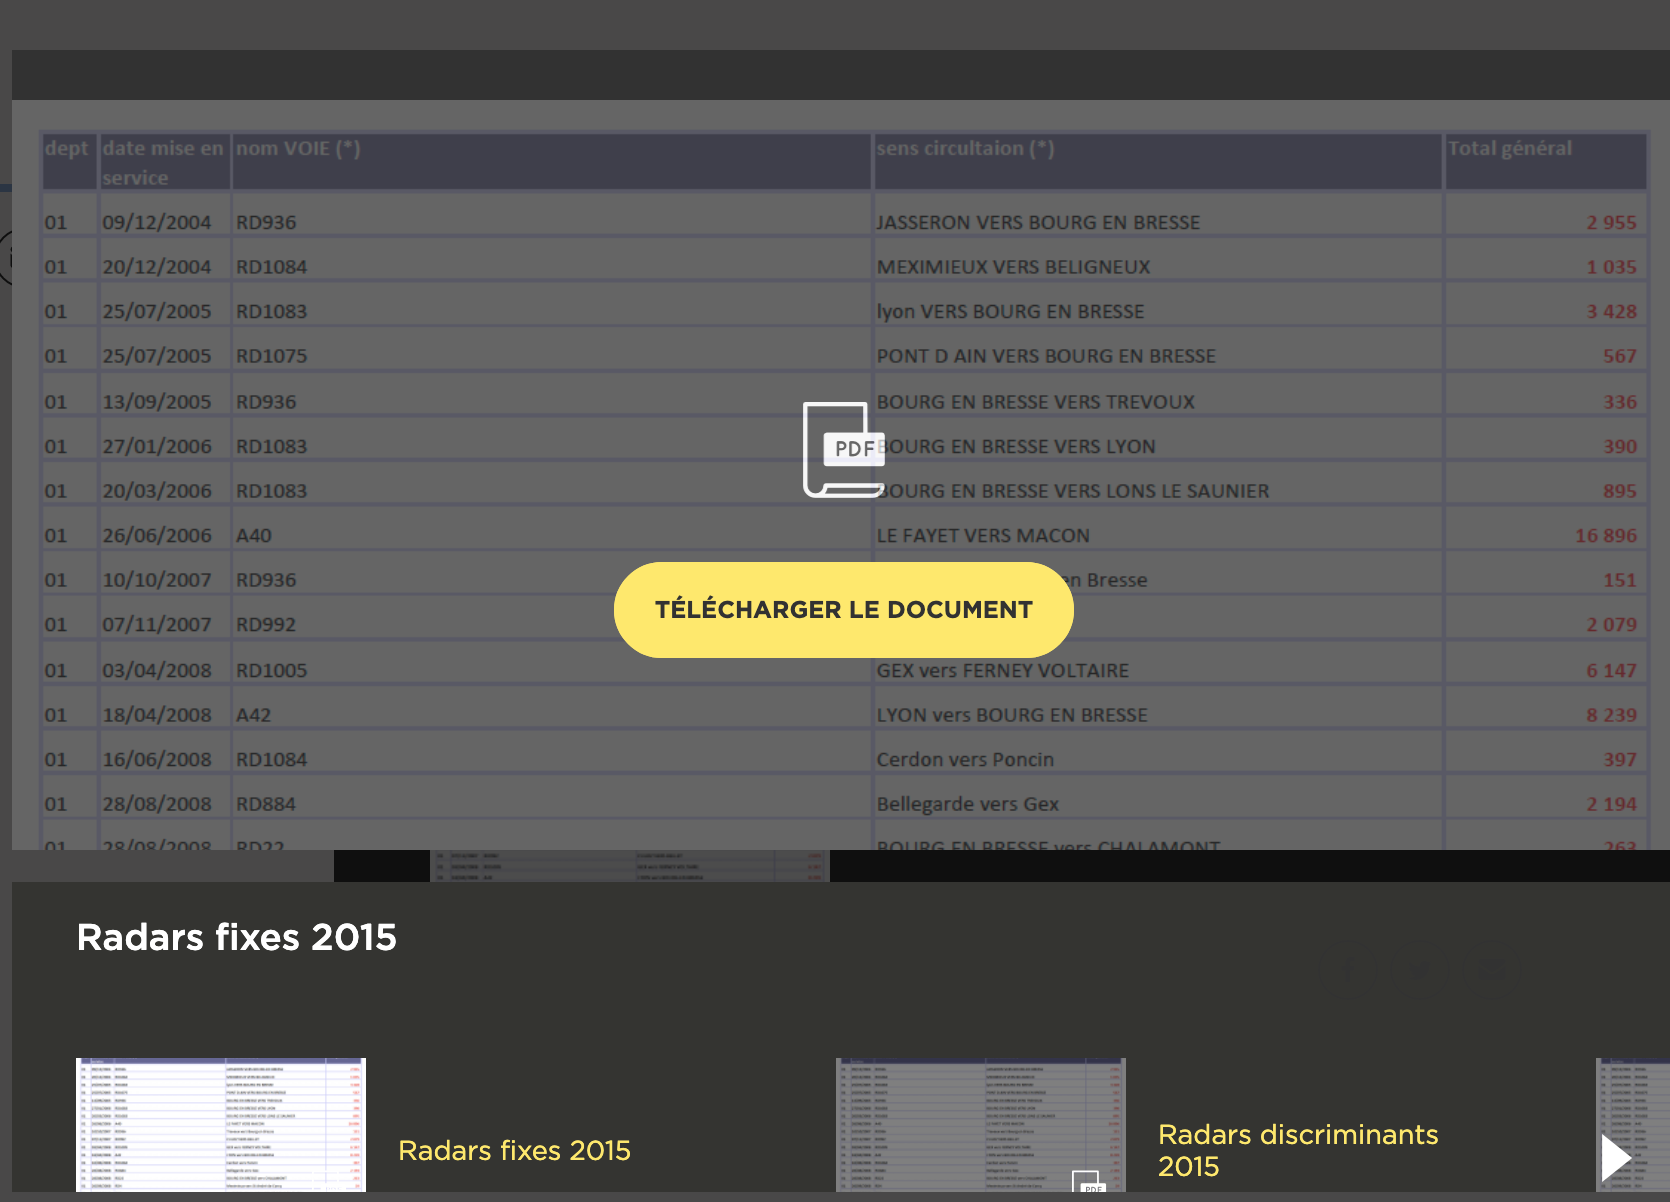 dept date mise en service nom VOIE (*) sens circultaion (*) Total général
01 09/12/2004 RD936 JASSERON VERS BOURG EN BRESSE 2 955
01 20/12/2004 RD1084 MEXIMIEUX VERS BELIGNEUX 1 035
01 25/07/2005 RD1083 lyon VERS BOURG EN BRESSE 3 428
01 25/07/2005 RD1075 PONT D AIN VERS BOURG EN BRESSE 567
01 13/09/2005 RD936 BOURG EN BRESSE VERS TREVOUX 336
01 27/01/2006 RD1083 BOURG EN BRESSE VERS LYON 390
PDF
01 20/03/2006 RD1083 BOURG EN BRESSE VERS LONS LE SAUNIER 895
01 26/06/2006 A40 LE FAYET VERS MACON 16 896
01 10/10/2007 RD936 en Bresse 151
TÉLÉCHARGER LE DOCUMENT
01 07/11/2007 RD992 2 079
01 03/04/2008 RD1005 GEX vers FERNEY VOLTAIRE 6 147
01 18/04/2008 A42 LYON vers BOURG EN BRESSE 8 239
01 16/06/2008 RD1084 Cerdon vers Poncin 397
01 28/08/2008 RD884 Bellegarde vers Gex 2 194
01 28/08/2008 RD22 BOURG EN BRESSE vers CHALAMONT 263
Radars fixes 2015
Radars fixes 2015
Radars discriminants
2015
PDF